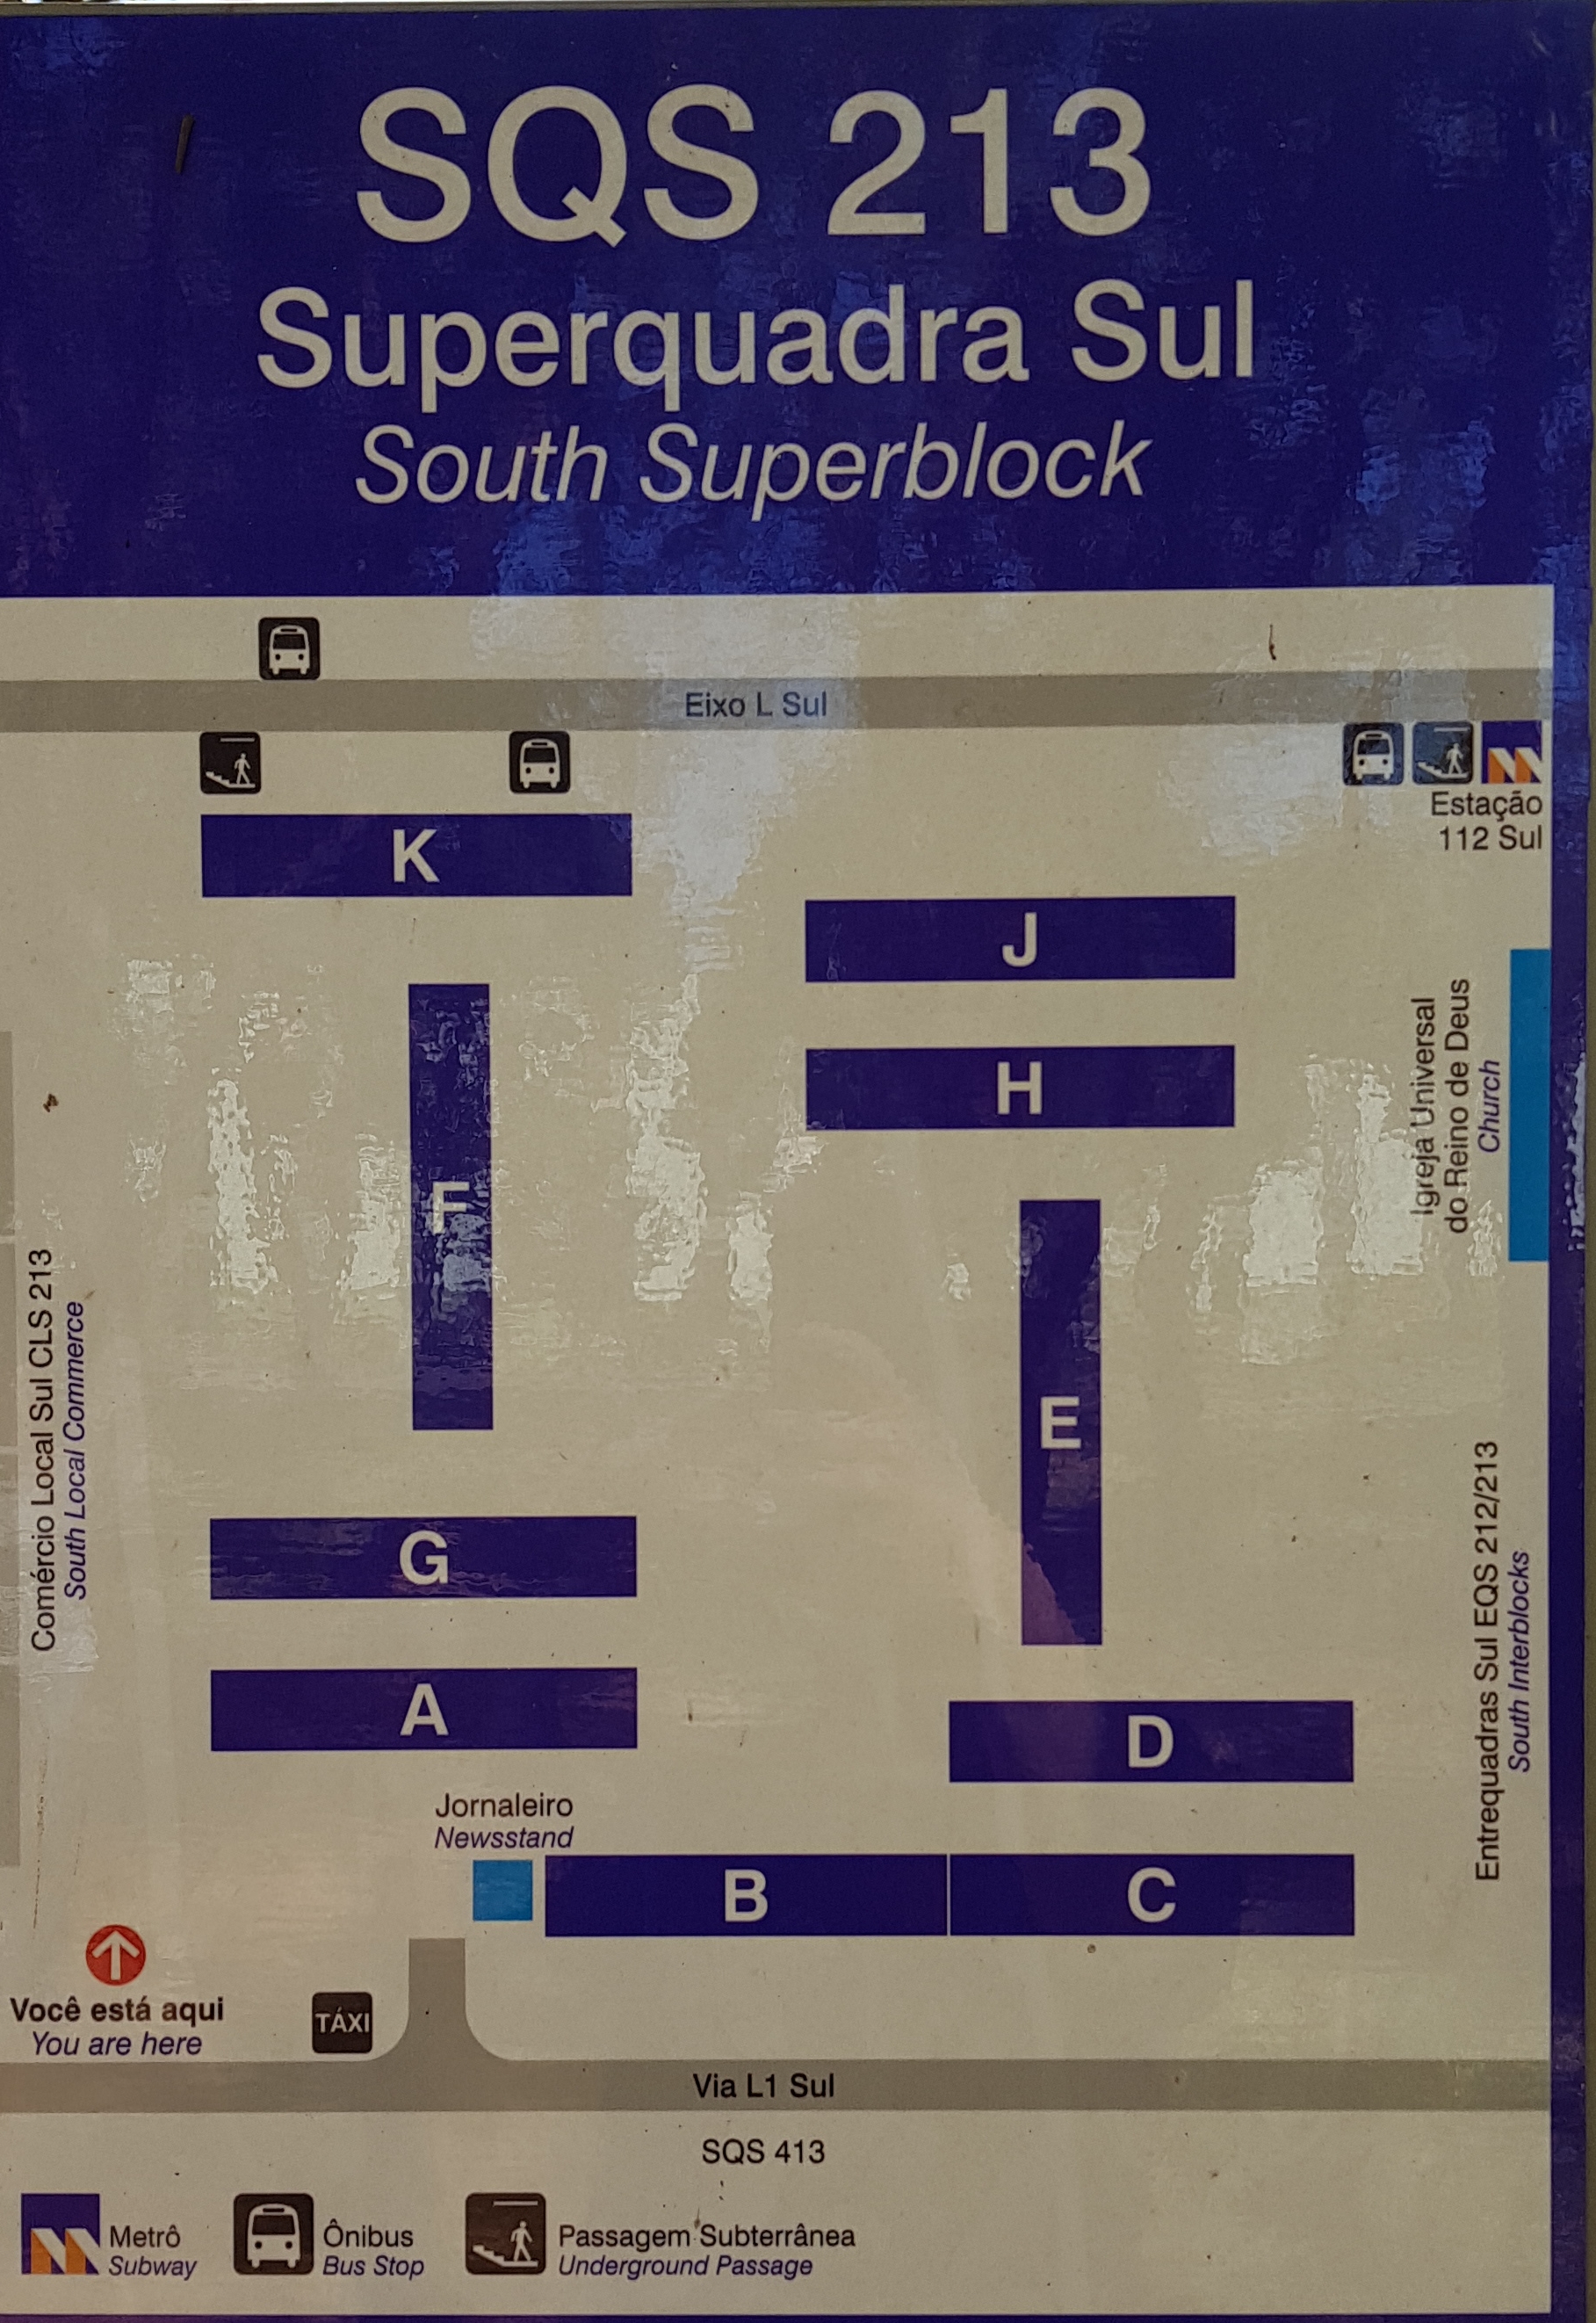 SQS 213
Superquadra Sul
South Superblock
Eixo L Sul
Estação
112 Sul
K
J
H
F
E
G
A
D
B
C
Igreja Universal
do Reino de Deus
Church
Comércio Local Sul CLS 213
South Local Commerce
Entrequadras Sul EQS 212/213
South Interblocks
Jornaleiro
Newsstand
Você está aqui
You are here
TÁXI
Via L1 Sul
SQS 413
Metrô
Subway
Ônibus
Bus Stop
Passagem Subterrânea
Underground Passage